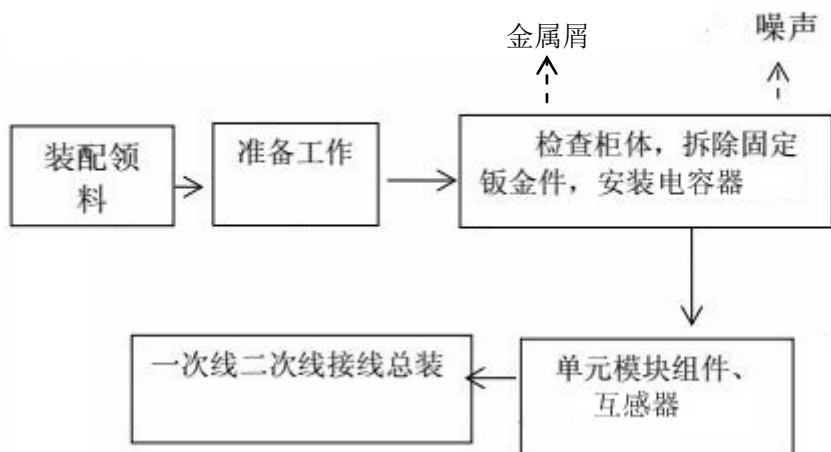 金属屑
噪声
装配领
料
准备工作
检查柜体，拆除固定
钣金件，安装电容器
一次线二次线接线总装
单元模块组件、
互感器